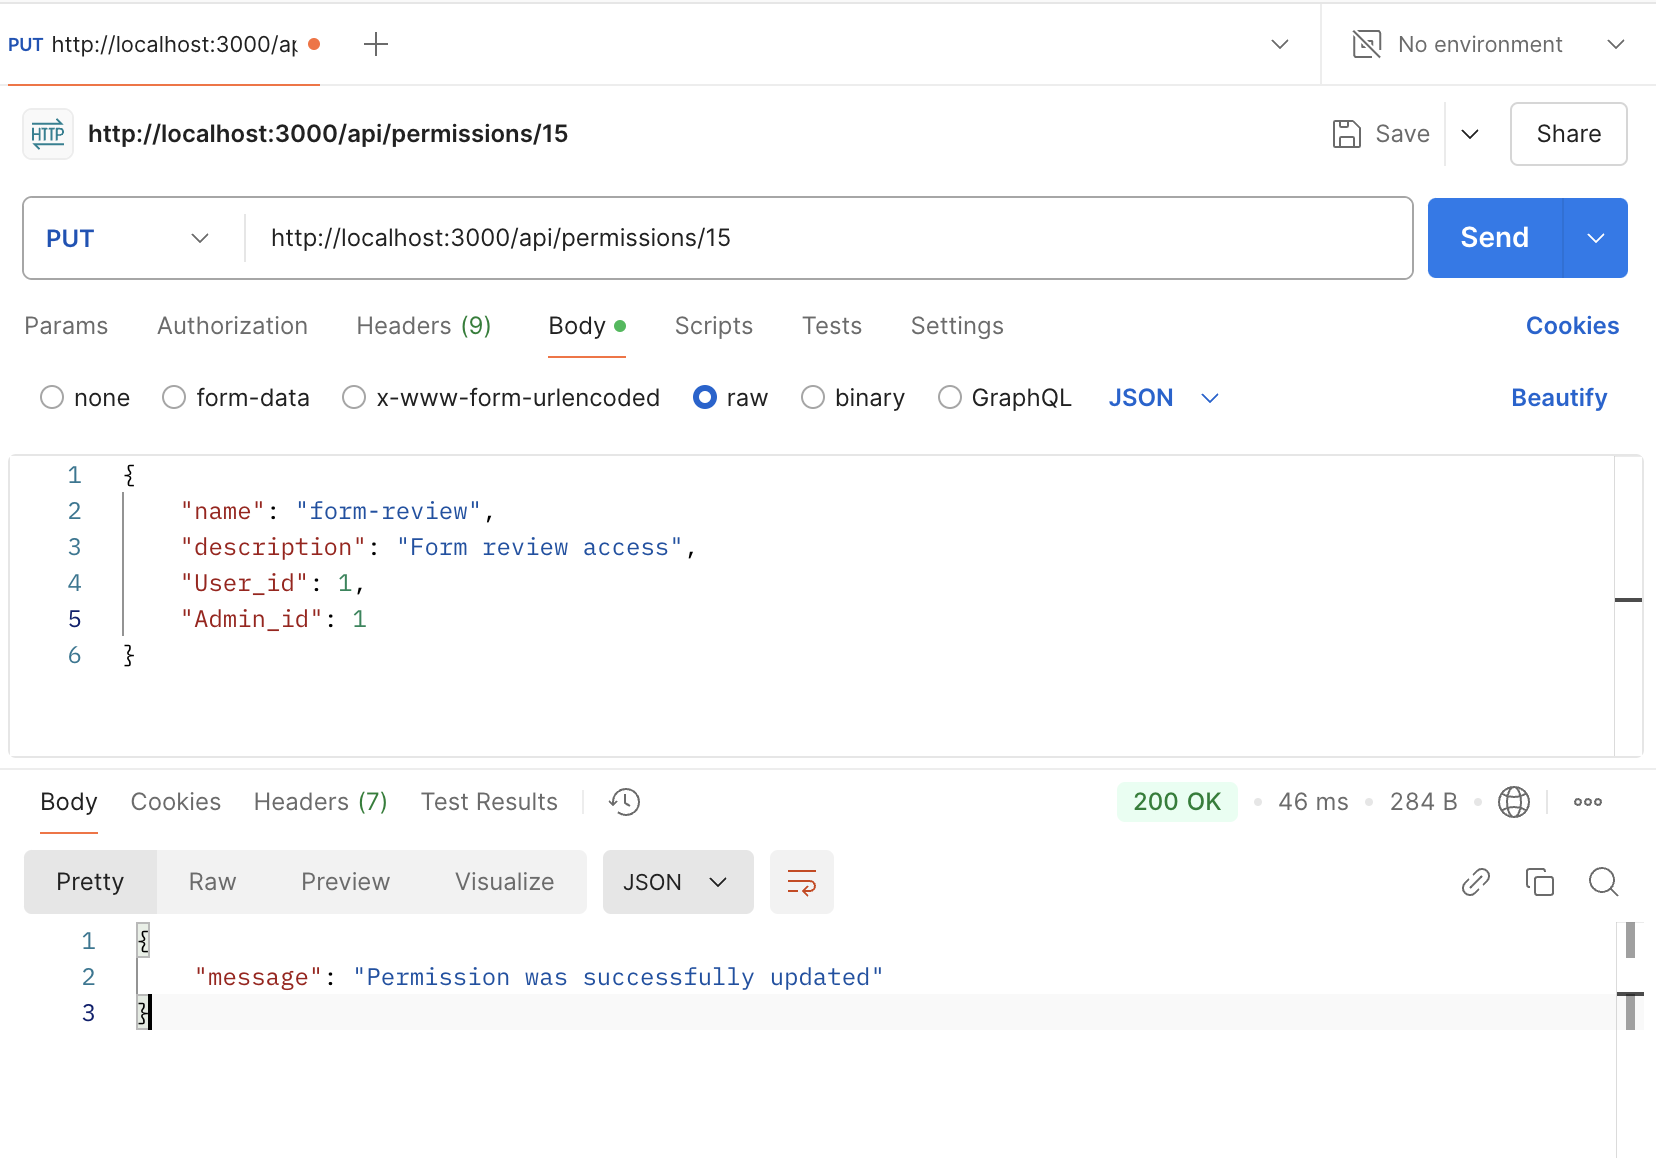 PUT http://localhost:3000/ap
No environment
HTTP http://localhost:3000/api/permissions/15
Save
Share
PUT http://localhost:3000/api/permissions/15
Send
Params Authorization Headers (9) Body Scripts Tests Settings Cookies
none form-data x-www-form-urlencoded raw binary GraphQL JSON Beautify
1 {
2 "name": "form-review",
3 "description": "Form review access",
4 "User_id": 1,
5 "Admin_id": 1
6 }
Body Cookies Headers (7) Test Results 200 OK 46 ms 284 B
Pretty Raw Preview Visualize JSON
1 {
2 "message": "Permission was successfully updated"
3 }